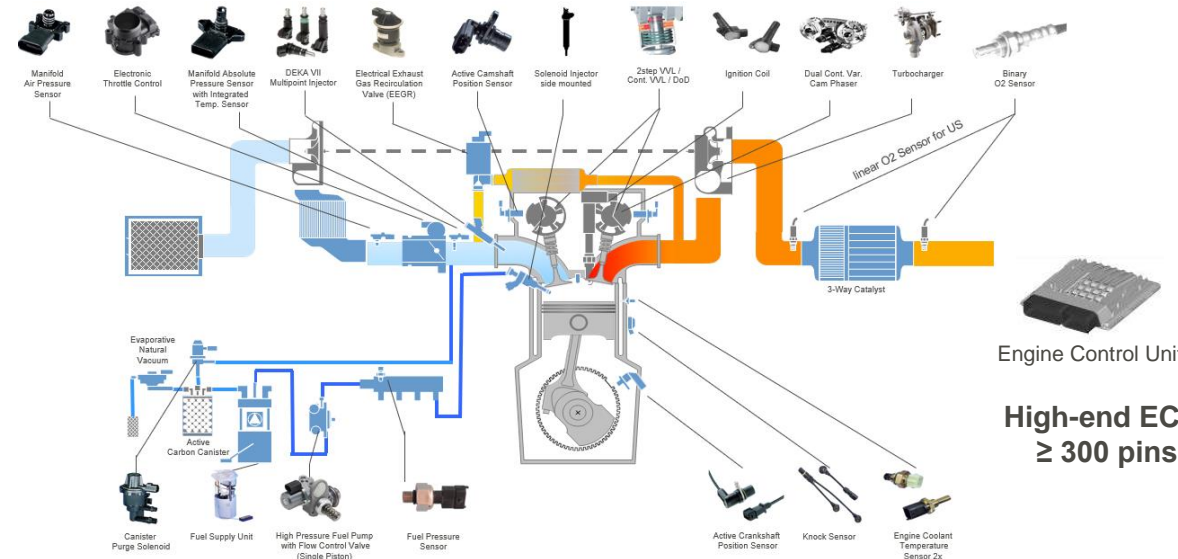 Manifold
Air Pressure
Sensor
Electronic
Throttle Control
Manifold Absolute
Pressure Sensor
with Integrated
Temp. Sensor
DEKA VII
Multipoint Injector
Electrical Exhaust
Gas Recirculation
Valve (EEGR)
Active Camshaft
Position Sensor
Solenoid Injector
side mounted
2step VVL /
Cont. VVL / DoD
Ignition Coil
Dual Cont. Var.
Cam Phaser
Turbocharger
Binary
O2 Sensor
linear O2 Sensor for US
3-Way Catalyst
Engine Control Unit
High-end EC
≥ 300 pins
Evaporative
Natural
Vacuum
Active
Carbon Canister
Canister
Purge Solenoid
Fuel Supply Unit
High Pressure Fuel Pump
with Flow Control Valve
(Single Piston)
Fuel Pressure
Sensor
Active Crankshaft
Position Sensor
Knock Sensor
Engine Coolant
Temperature
Sensor 2x